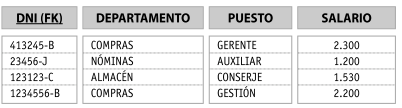 DNI (FK) DEPARTAMENTO PUESTO SALARIO
413245-B COMPRAS GERENTE 2.300
23456-J NÓMINAS AUXILIAR 1.200
123123-C ALMACÉN CONSERJE 1.530
1234556-B COMPRAS GESTIÓN 2.200